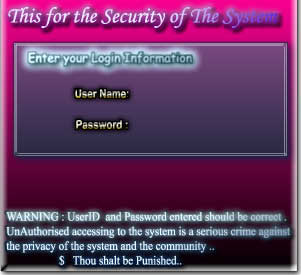 This for the Security of The System
Enter your Login Information
User Name:
Password :
WARNING : UserID and Password entered should be correct .
UnAuthorised accessing to the system is a serious crime against
the privacy of the system and the community ..
$ Thou shalt be Punished..